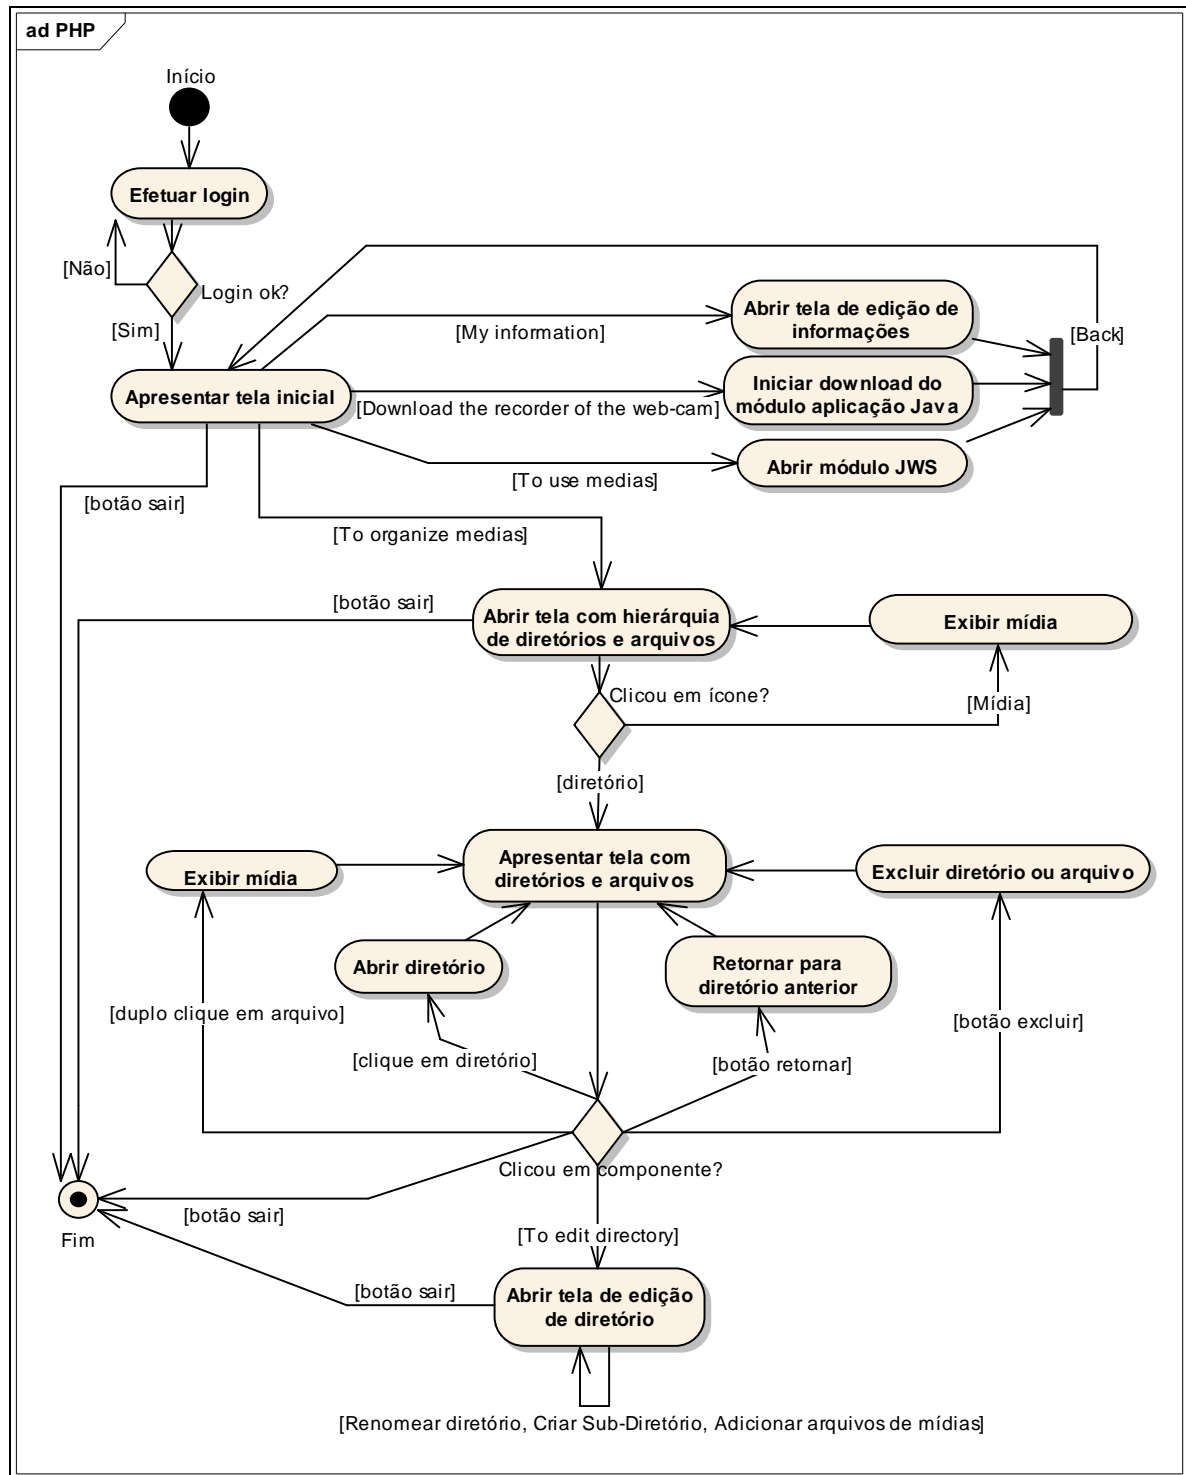 ad PHP
Início
Efetuar login
[Não]
Login ok?
[Sim]
[My information]
Abrir tela de edição de
informações
[Back]
Apresentar tela inicial
[Download the recorder of the web-cam]
Iniciar download do
módulo aplicação Java
[To use medias]
Abrir módulo JWS
[botão sair]
[To organize medias]
[botão sair]
Abrir tela com hierárquia
de diretórios e arquivos
Exibir mídia
Clicou em ícone?
[Mídia]
[diretório]
Exibir mídia
Apresentar tela com
diretórios e arquivos
Excluir diretório ou arquivo
Abrir diretório
Retornar para
diretório anterior
[duplo clique em arquivo]
[botão excluir]
[clique em diretório]
[botão retornar]
Clicou em componente?
[botão sair]
Fim
[To edit directory]
[botão sair]
Abrir tela de edição
de diretório
[Renomear diretório, Criar Sub-Diretório, Adicionar arquivos de mídias]